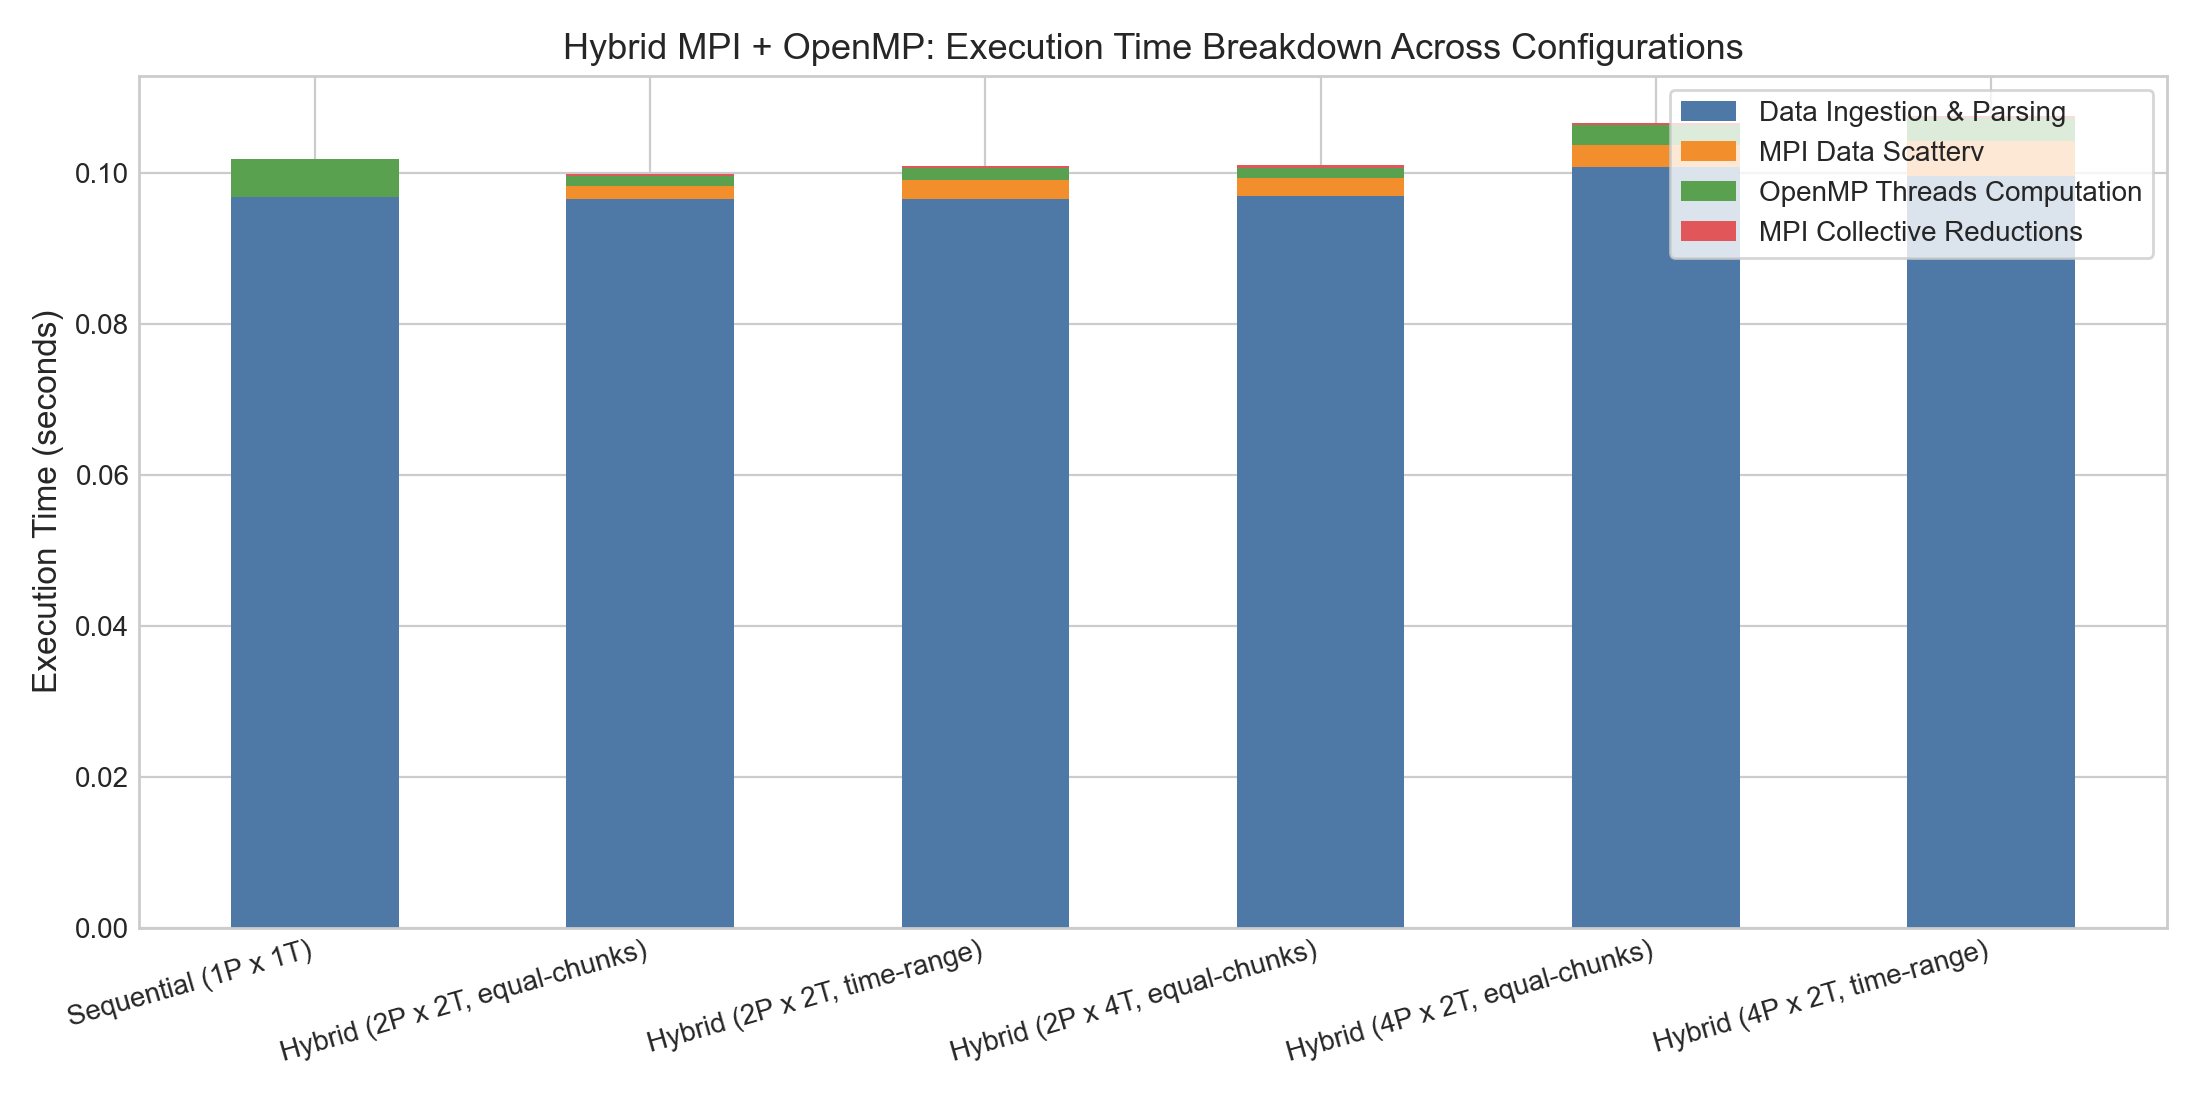 Hybrid MPI + OpenMP: Execution Time Breakdown Across Configurations
Data Ingestion & Parsing
MPI Data Scatterv
OpenMP Threads Computation
MPI Collective Reductions
Execution Time (seconds)
0.10
0.08
0.06
0.04
0.02
0.00
Sequential (1P x 1T)
Hybrid (2P x 2T, equal-chunks)
Hybrid (2P x 2T, time-range)
Hybrid (2P x 4T, equal-chunks)
Hybrid (4P x 2T, equal-chunks)
Hybrid (4P x 2T, time-range)